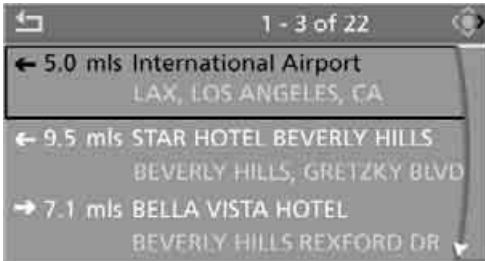 1 - 3 of 22
5.0 mls International Airport
LAX, LOS ANGELES, CA
9.5 mls STAR HOTEL BEVERLY HILLS
BEVERLY HILLS, GRETZKY BLVD
7.1 mls BELLA VISTA HOTEL
BEVERLY HILLS REXFORD DR